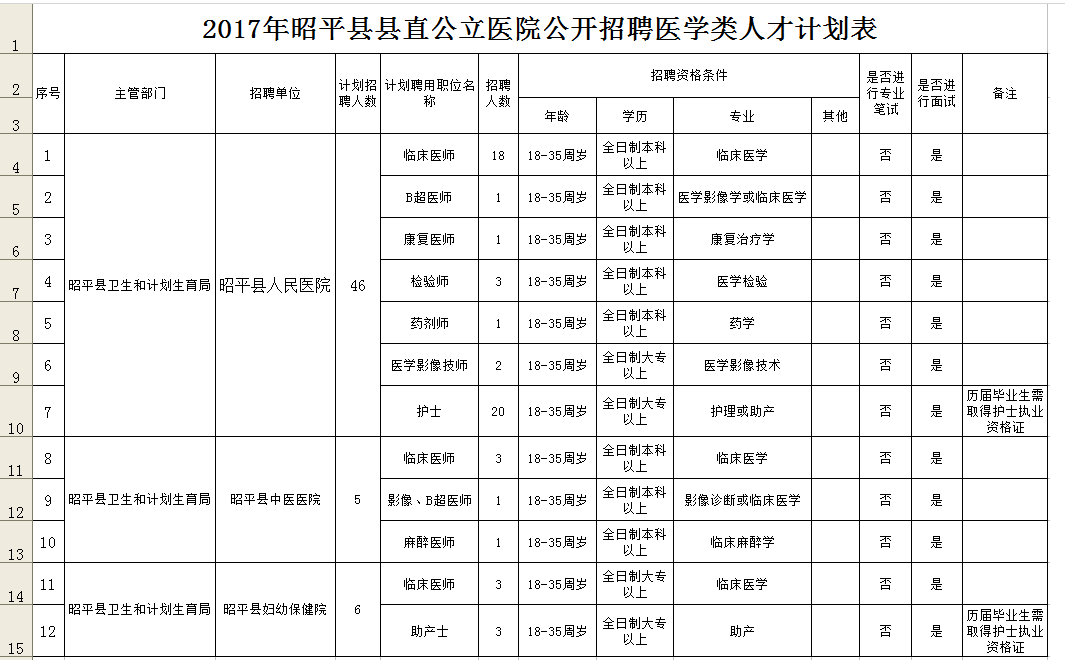 2017年昭平县县直公立医院公开招聘医学类人才计划表
1
2
3
序号
主管部门
招聘单位
计划招
聘人数
计划聘用职位名
称
招聘
人数
招聘资格条件
年龄
学历
专业
其他
是否进
行专业
笔试
是否进
行面试
备注
4
1
昭平县卫生和计划生育局
昭平县人民医院
46
临床医师
18
18-35周岁
全日制本科
以上
临床医学
否
是
5
2
B超医师
1
18-35周岁
全日制本科
以上
医学影像学或临床医学
否
是
6
3
康复医师
1
18-35周岁
全日制本科
以上
康复治疗学
否
是
7
4
检验师
3
18-35周岁
全日制本科
以上
医学检验
否
是
8
5
药剂师
1
18-35周岁
全日制本科
以上
药学
否
是
9
6
医学影像技师
2
18-35周岁
全日制大专
以上
医学影像技术
否
是
10
7
护士
20
18-35周岁
全日制大专
以上
护理或助产
否
是
历届毕业生需
取得护士执业
资格证
11
8
昭平县卫生和计划生育局
昭平县中医医院
5
临床医师
3
18-35周岁
全日制本科
以上
临床医学
否
是
12
9
影像、B超医师
1
18-35周岁
全日制本科
以上
影像诊断或临床医学
否
是
13
10
麻醉医师
1
18-35周岁
全日制本科
以上
临床麻醉学
否
是
14
11
昭平县卫生和计划生育局
昭平县妇幼保健院
6
临床医师
3
18-35周岁
全日制大专
以上
临床医学
否
是
15
12
助产士
3
18-35周岁
全日制大专
以上
助产
否
是
历届毕业生需
取得护士执业
资格证